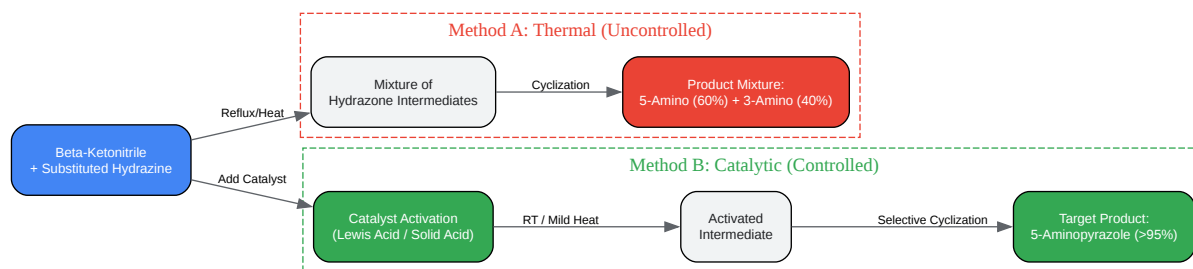 Method A: Thermal (Uncontrolled)
Mixture of
Hydrazone Intermediates
Cyclization
Product Mixture:
5-Amino (60%) + 3-Amino (40%)
Reflux/Heat
Beta-Ketonitrile
+ Substituted Hydrazine
Add Catalyst
Method B: Catalytic (Controlled)
Catalyst Activation
(Lewis Acid / Solid Acid)
RT / Mild Heat
Activated
Intermediate
Selective Cyclization
Target Product:
5-Aminopyrazole (>95%)